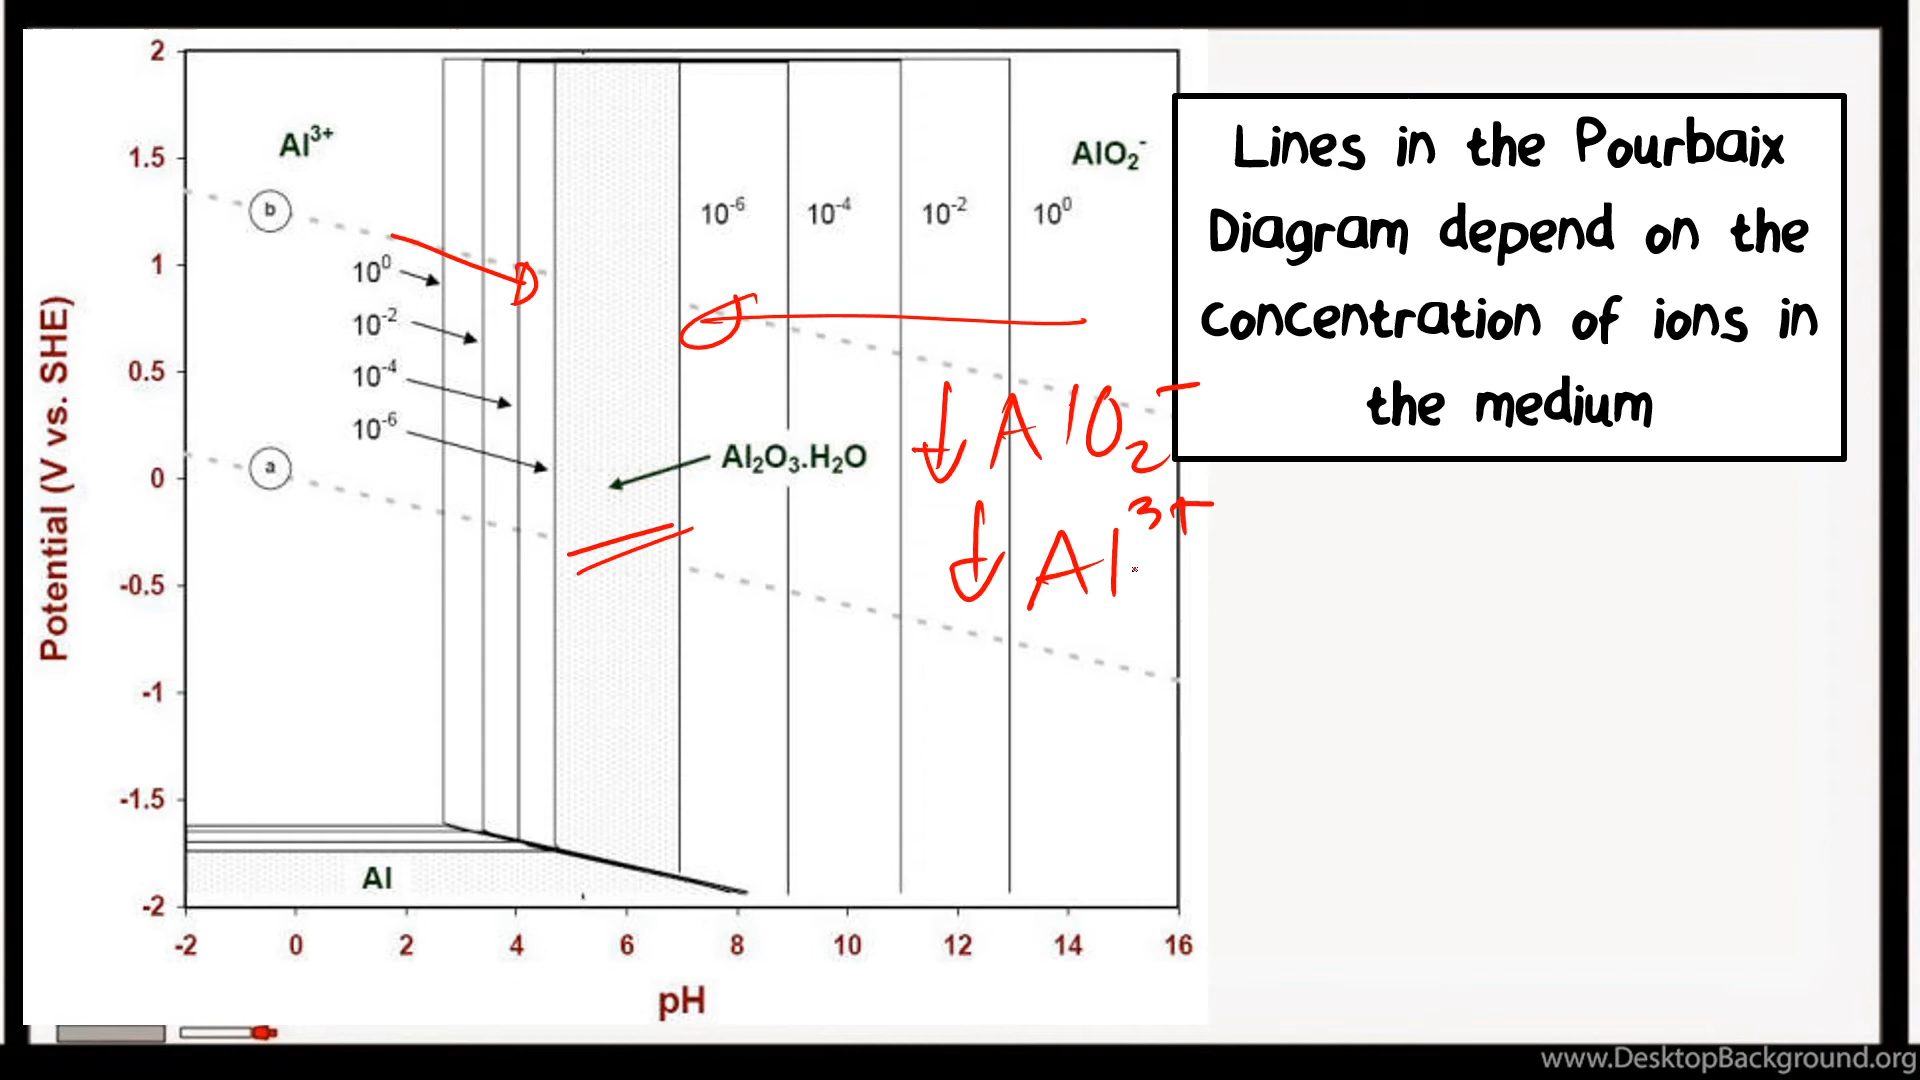 2
1.5
1
0.5
0
-0.5
-1
-1.5
-2
Potential (V vs. SHE)
Al³⁺
b
a
10⁰
10⁻²
10⁻⁴
10⁻⁶
10⁻⁶ 10⁻⁴ 10⁻² 10⁰
AlO₂⁻
Al₂O₃.H₂O
Al
-2 0 2 4 6 8 10 12 14 16
pH
↓ AlO₂⁻
↓ Al³⁺
Lines in the Pourbaix
Diagram depend on the
concentration of ions in
the medium
www.DesktopBackground.org